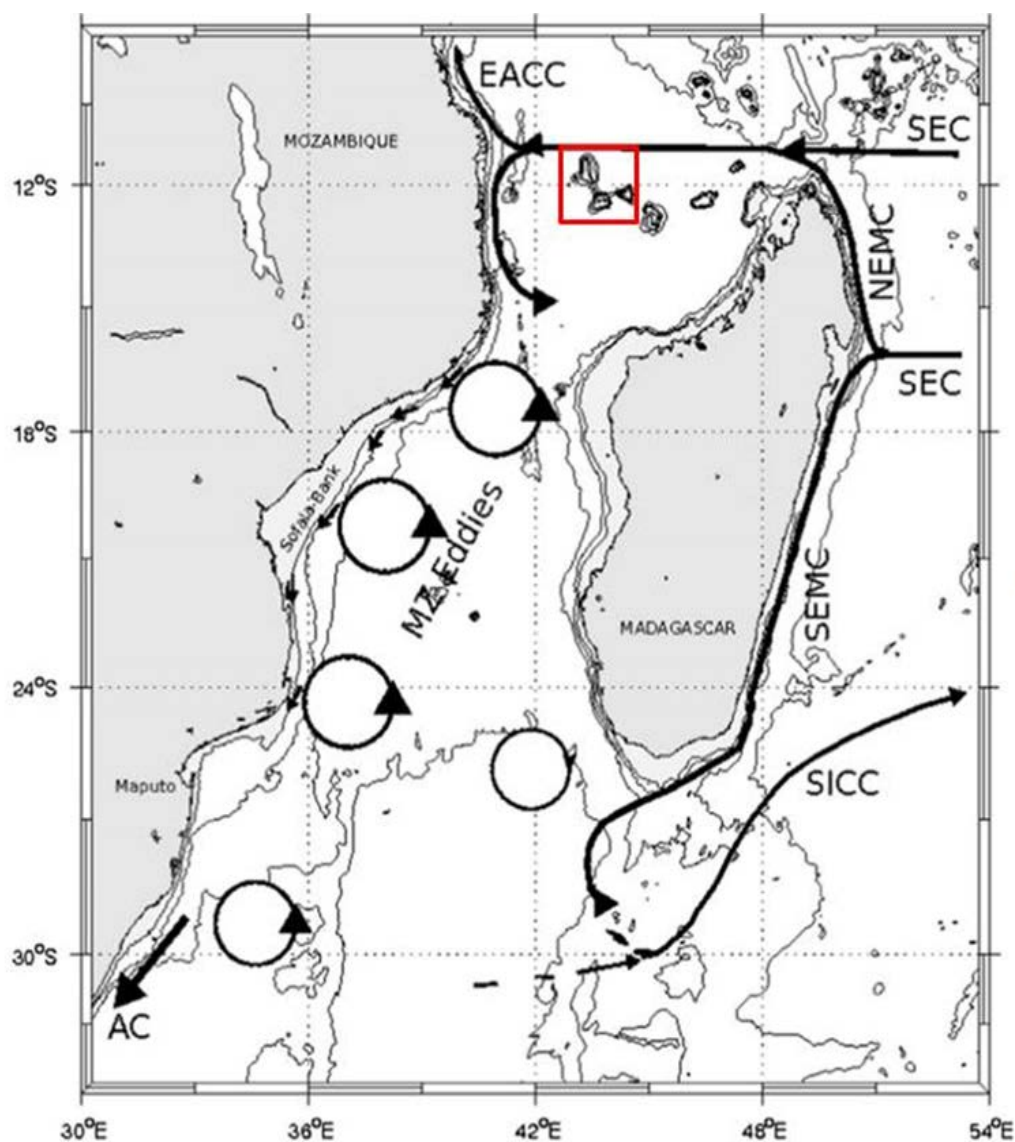 EACC
SEC
MOZAMBIQUE
12°S
NEMC
SEC
18°S
Sofala Bank
MZ Eddies
MADAGASCAR
SEMC
24°S
Maputo
SICC
30°S
AC
30°E
36°E
42°E
48°E
54°E